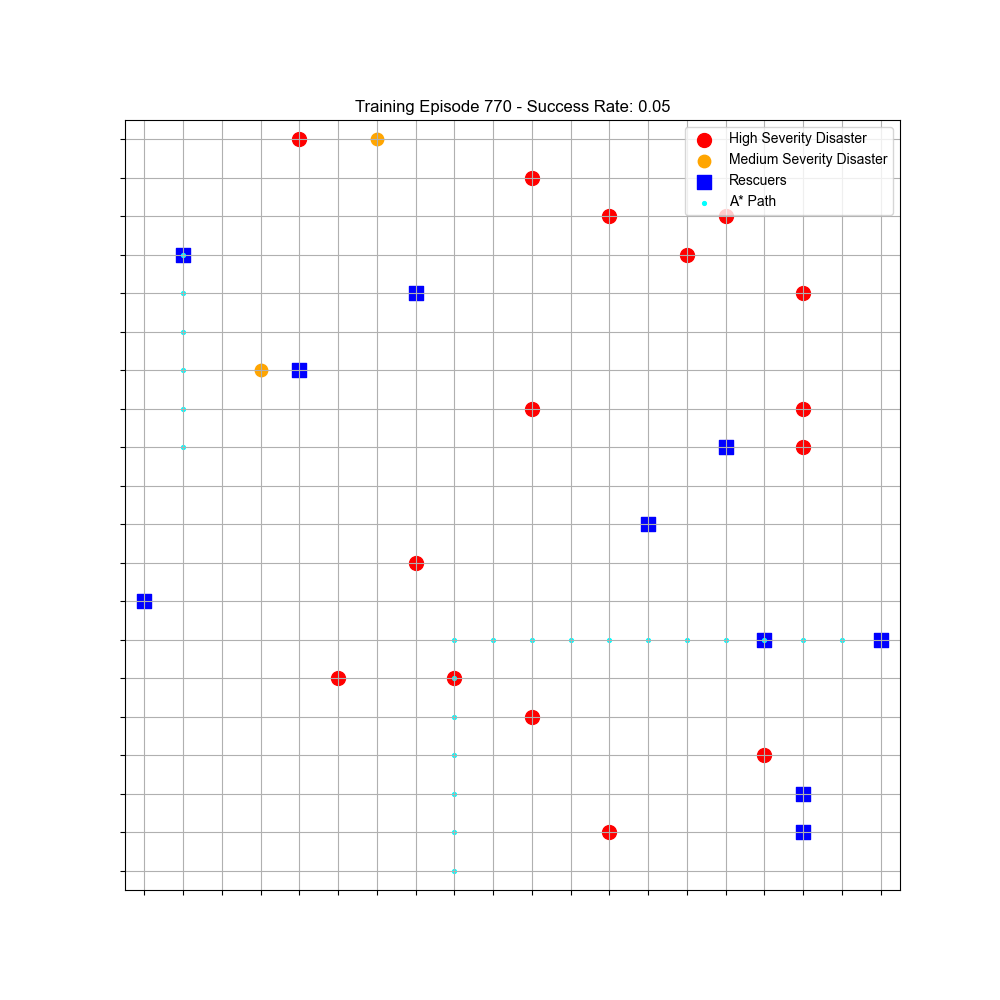 Training Episode 770 - Success Rate: 0.05
High Severity Disaster
Medium Severity Disaster
Rescuers
A* Path